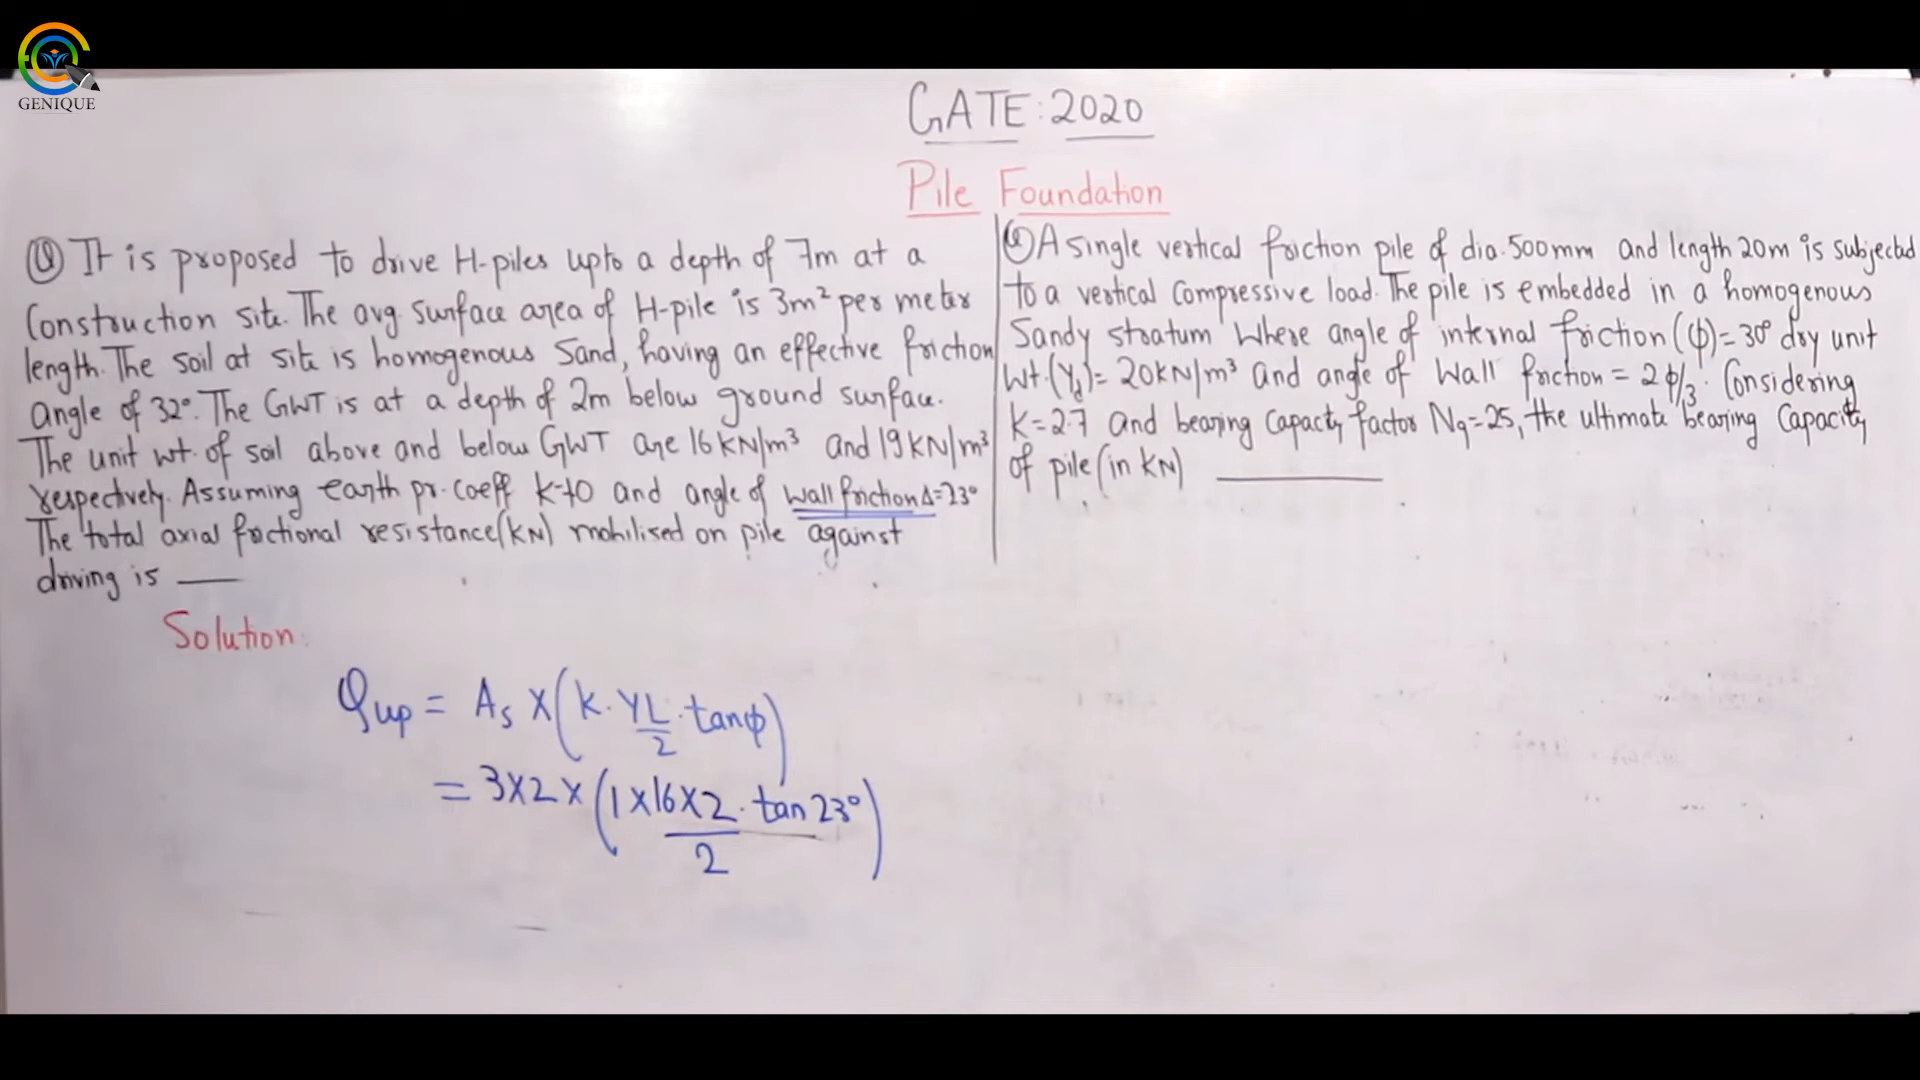 GENIQUE
GATE: 2020
Pile Foundation
Q It is proposed to drive H-piles upto a depth of 7m at a
Construction site. The avg. surface area of H-pile is 3m² per meter
length. The soil at site is homogenous Sand, having an effective friction
angle of 32°. The GWT is at a depth of 2m below ground surface.
The unit wt. of soil above and below GWT are 16 KN/m³ and 19 KN/m³
respectively. Assuming earth pr. coeff K=1.0 and angle of wall friction Δ=23°
The total axial frictional resistance (KN) mobilised on pile against
driving is ___
Q A single vertical friction pile of dia. 500mm and length 20m is subjected
to a vertical compressive load. The pile is embedded in a homogenous
Sandy stratum Where angle of internal friction (φ) = 30° dry unit
Wt. (γd) = 20KN/m³ and angle of Wall friction = 2φ/3. Considering
K = 2.7 and bearing capacity factor Nq = 25, the ultimate bearing Capacity
of pile (in KN) ___
Solution:
Qup = As X (K. γL/2 . tanφ)
= 3X2X (1X16X2/2 . tan 23°)